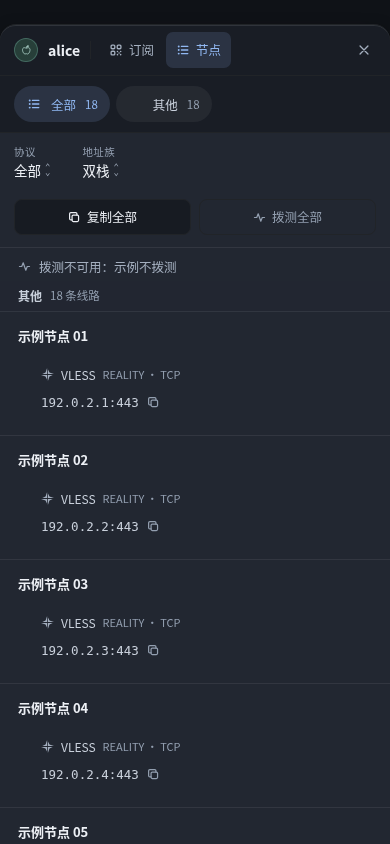 alice 订阅 节点
全部 18 其他 18
协议 地址族
全部 双栈
复制全部 拨测全部
拨测不可用：示例不拨测
其他 18 条线路
示例节点 01
VLESS REALITY · TCP
192.0.2.1:443
示例节点 02
VLESS REALITY · TCP
192.0.2.2:443
示例节点 03
VLESS REALITY · TCP
192.0.2.3:443
示例节点 04
VLESS REALITY · TCP
192.0.2.4:443
示例节点 05